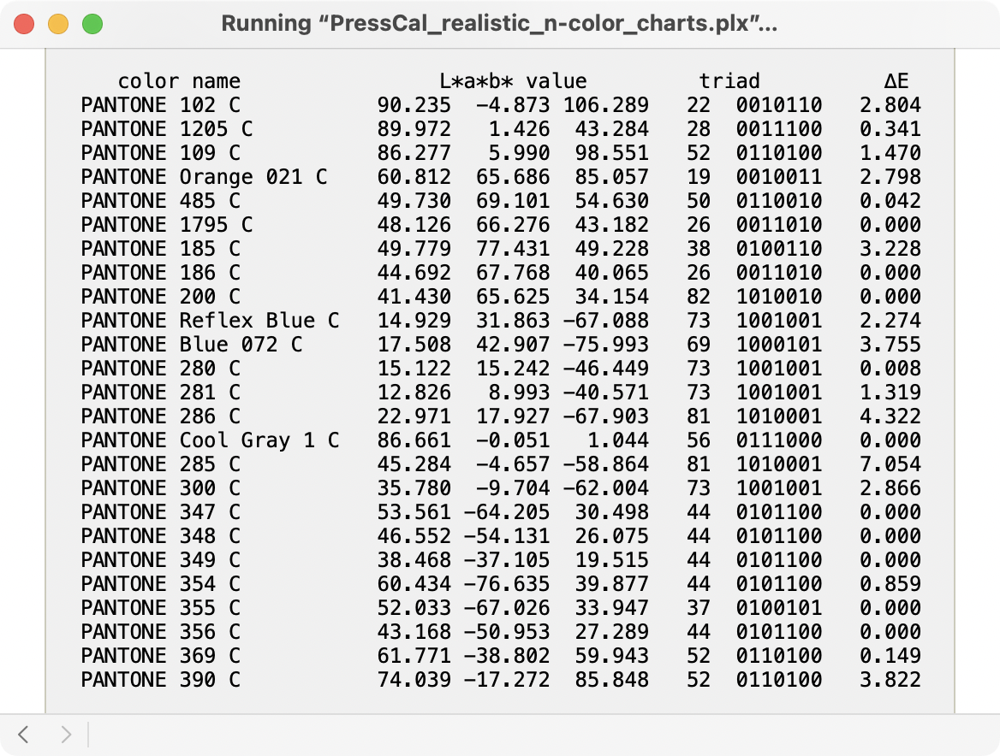 Running “PressCal_realistic_n-color_charts.plx”...
color name L*a*b* value triad ΔE
PANTONE 102 C 90.235 −4.873 106.289 22 0010110 2.804
PANTONE 1205 C 89.972 1.426 43.284 28 0011100 0.341
PANTONE 109 C 86.277 5.990 98.551 52 0110100 1.470
PANTONE Orange 021 C 60.812 65.686 85.057 19 0010011 2.798
PANTONE 485 C 49.730 69.101 54.630 50 0110010 0.042
PANTONE 1795 C 48.126 66.276 43.182 26 0011010 0.000
PANTONE 185 C 49.779 77.431 49.228 38 0100110 3.228
PANTONE 186 C 44.692 67.768 40.065 26 0011010 0.000
PANTONE 200 C 41.430 65.625 34.154 82 1010010 0.000
PANTONE Reflex Blue C 14.929 31.863 −67.088 73 1001001 2.274
PANTONE Blue 072 C 17.508 42.907 −75.993 69 1000101 3.755
PANTONE 280 C 15.122 15.242 −46.449 73 1001001 0.008
PANTONE 281 C 12.826 8.993 −40.571 73 1001001 1.319
PANTONE 286 C 22.971 17.927 −67.903 81 1010001 4.322
PANTONE Cool Gray 1 C 86.661 −0.051 1.044 56 0111000 0.000
PANTONE 285 C 45.284 −4.657 −58.864 81 1010001 7.054
PANTONE 300 C 35.780 −9.704 −62.004 73 1001001 2.866
PANTONE 347 C 53.561 −64.205 30.498 44 0101100 0.000
PANTONE 348 C 46.552 −54.131 26.075 44 0101100 0.000
PANTONE 349 C 38.468 −37.105 19.515 44 0101100 0.000
PANTONE 354 C 60.434 −76.635 39.877 44 0101100 0.859
PANTONE 355 C 52.033 −67.026 33.947 37 0100101 0.000
PANTONE 356 C 43.168 −50.953 27.289 44 0101100 0.000
PANTONE 369 C 61.771 −38.802 59.943 52 0110100 0.149
PANTONE 390 C 74.039 −17.272 85.848 52 0110100 3.822